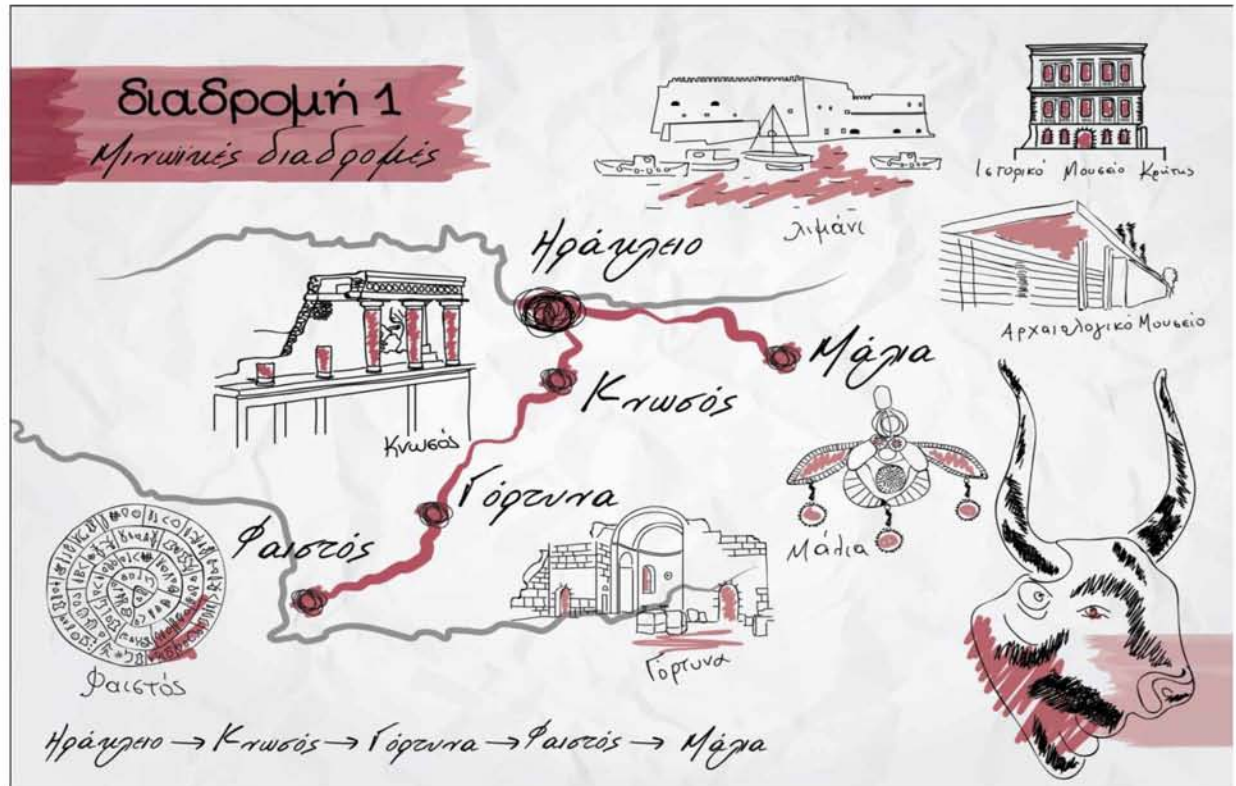 διαδρομή 1
Μινωϊκές διαδρομές
λιμάνι
Ιστορικό Μουσείο Κρήτης
Αρχαιολογικό Μουσείο
Ηράκλειο
Μάλια
Κνωσός
Κνωσός
Γόρτυνα
Φαιστός
Μάλια
Γόρτυνα
Φαιστός
Ηράκλειο → Κνωσός → Γόρτυνα → Φαιστός → Μάλια